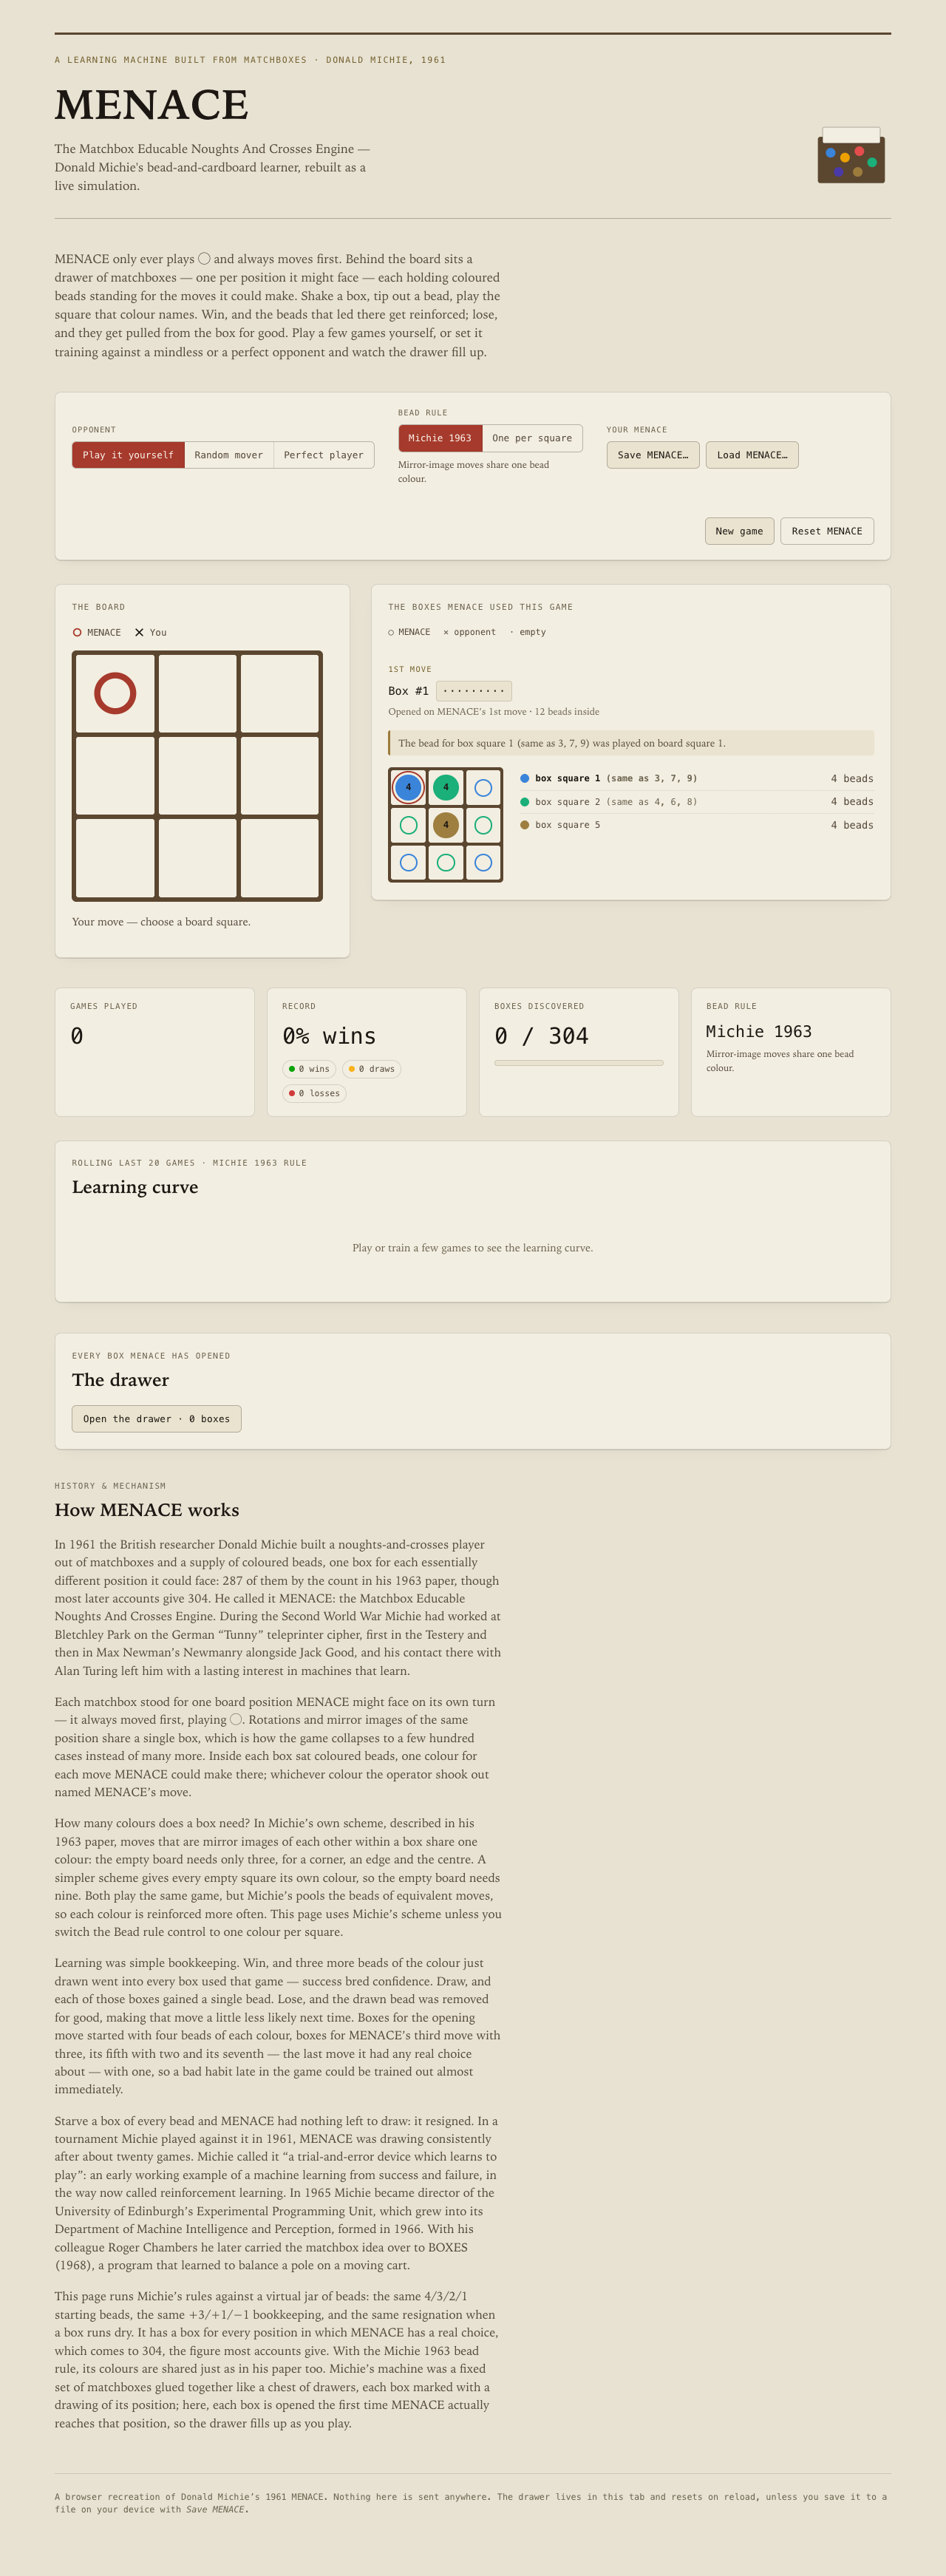 A LEARNING MACHINE BUILT FROM MATCHBOXES · DONALD MICHIE, 1961
MENACE
The Matchbox Educable Noughts And Crosses Engine —
Donald Michie's bead-and-cardboard learner, rebuilt as a
live simulation.
MENACE only ever plays ◯ and always moves first. Behind the board sits a
drawer of matchboxes — one per position it might face — each holding coloured
beads standing for the moves it could make. Shake a box, tip out a bead, play the
square that colour names. Win, and the beads that led there get reinforced; lose,
and they get pulled from the box for good. Play a few games yourself, or set it
training against a mindless or a perfect opponent and watch the drawer fill up.
OPPONENT
Play it yourself Random mover Perfect player
BEAD RULE
Michie 1963 One per square
Mirror-image moves share one bead
colour.
YOUR MENACE
Save MENACE… Load MENACE…
New game Reset MENACE
THE BOARD
MENACE × You
Your move — choose a board square.
THE BOXES MENACE USED THIS GAME
○ MENACE × opponent · empty
1ST MOVE
Box #1 ·········
Opened on MENACE’s 1st move · 12 beads inside
The bead for box square 1 (same as 3, 7, 9) was played on board square 1.
4 4
4
box square 1 (same as 3, 7, 9) 4 beads
box square 2 (same as 4, 6, 8) 4 beads
box square 5 4 beads
GAMES PLAYED
0
RECORD
0% wins
0 wins 0 draws
0 losses
BOXES DISCOVERED
0 / 304
BEAD RULE
Michie 1963
Mirror-image moves share one bead
colour.
ROLLING LAST 20 GAMES · MICHIE 1963 RULE
Learning curve
Play or train a few games to see the learning curve.
EVERY BOX MENACE HAS OPENED
The drawer
Open the drawer · 0 boxes
HISTORY & MECHANISM
How MENACE works
In 1961 the British researcher Donald Michie built a noughts-and-crosses player
out of matchboxes and a supply of coloured beads, one box for each essentially
different position it could face: 287 of them by the count in his 1963 paper, though
most later accounts give 304. He called it MENACE: the Matchbox Educable
Noughts And Crosses Engine. During the Second World War Michie had worked at
Bletchley Park on the German “Tunny” teleprinter cipher, first in the Testery and
then in Max Newman’s Newmanry alongside Jack Good, and his contact there with
Alan Turing left him with a lasting interest in machines that learn.
Each matchbox stood for one board position MENACE might face on its own turn
— it always moved first, playing ◯. Rotations and mirror images of the same
position share a single box, which is how the game collapses to a few hundred
cases instead of many more. Inside each box sat coloured beads, one colour for
each move MENACE could make there; whichever colour the operator shook out
named MENACE’s move.
How many colours does a box need? In Michie’s own scheme, described in his
1963 paper, moves that are mirror images of each other within a box share one
colour: the empty board needs only three, for a corner, an edge and the centre. A
simpler scheme gives every empty square its own colour, so the empty board needs
nine. Both play the same game, but Michie’s pools the beads of equivalent moves,
so each colour is reinforced more often. This page uses Michie’s scheme unless you
switch the Bead rule control to one colour per square.
Learning was simple bookkeeping. Win, and three more beads of the colour just
drawn went into every box used that game — success bred confidence. Draw, and
each of those boxes gained a single bead. Lose, and the drawn bead was removed
for good, making that move a little less likely next time. Boxes for the opening
move started with four beads of each colour, boxes for MENACE’s third move with
three, its fifth with two and its seventh — the last move it had any real choice
about — with one, so a bad habit late in the game could be trained out almost
immediately.
Starve a box of every bead and MENACE had nothing left to draw: it resigned. In a
tournament Michie played against it in 1961, MENACE was drawing consistently
after about twenty games. Michie called it “a trial-and-error device which learns to
play”: an early working example of a machine learning from success and failure, in
the way now called reinforcement learning. In 1965 Michie became director of the
University of Edinburgh’s Experimental Programming Unit, which grew into its
Department of Machine Intelligence and Perception, formed in 1966. With his
colleague Roger Chambers he later carried the matchbox idea over to BOXES
(1968), a program that learned to balance a pole on a moving cart.
This page runs Michie’s rules against a virtual jar of beads: the same 4/3/2/1
starting beads, the same +3/+1/−1 bookkeeping, and the same resignation when
a box runs dry. It has a box for every position in which MENACE has a real choice,
which comes to 304, the figure most accounts give. With the Michie 1963 bead
rule, its colours are shared just as in his paper too. Michie’s machine was a fixed
set of matchboxes glued together like a chest of drawers, each box marked with a
drawing of its position; here, each box is opened the first time MENACE actually
reaches that position, so the drawer fills up as you play.
A browser recreation of Donald Michie’s 1961 MENACE. Nothing here is sent anywhere. The drawer lives in this tab and resets on reload, unless you save it to a
file on your device with Save MENACE.